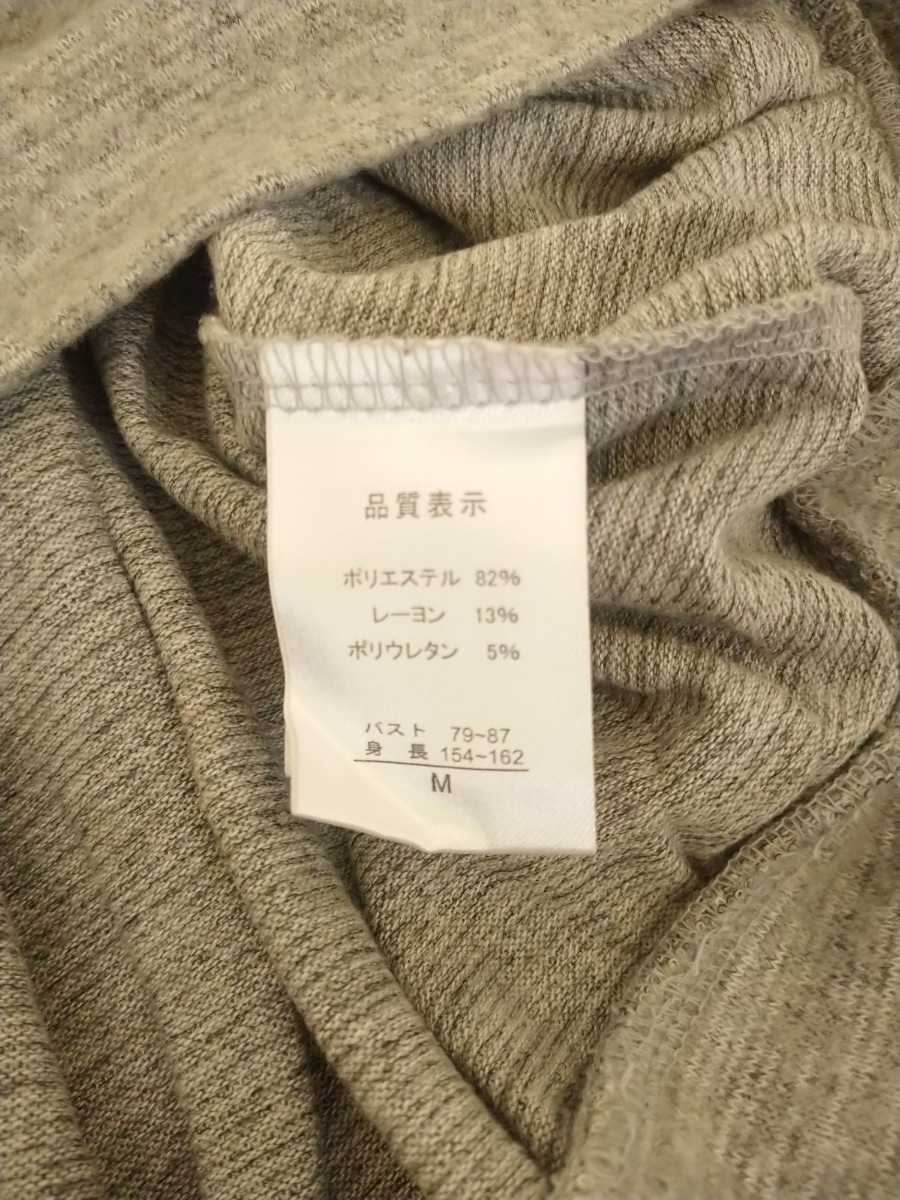 品質表示
ポリエステル 82%
レーヨン 13%
ポリウレタン 5%
バスト 79~87
身長 154~162
M